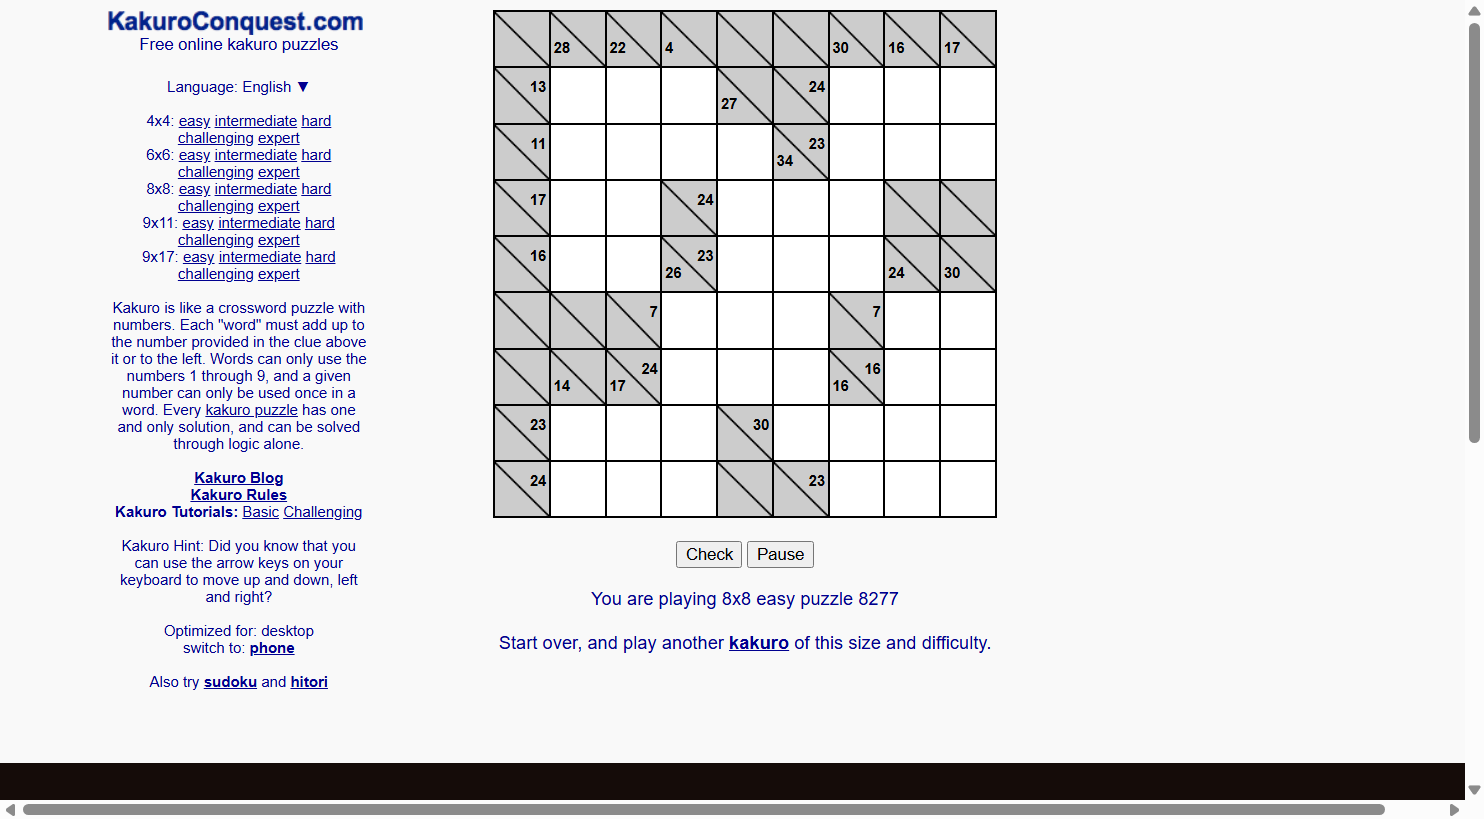 KakuroConquest.com
Free online kakuro puzzles
Language: English ▼
4x4: easy intermediate hard
challenging expert
6x6: easy intermediate hard
challenging expert
8x8: easy intermediate hard
challenging expert
9x11: easy intermediate hard
challenging expert
9x17: easy intermediate hard
challenging expert
Kakuro is like a crossword puzzle with
numbers. Each "word" must add up to
the number provided in the clue above
it or to the left. Words can only use the
numbers 1 through 9, and a given
number can only be used once in a
word. Every kakuro puzzle has one
and only solution, and can be solved
through logic alone.
Kakuro Blog
Kakuro Rules
Kakuro Tutorials: Basic Challenging
Kakuro Hint: Did you know that you
can use the arrow keys on your
keyboard to move up and down, left
and right?
Optimized for: desktop
switch to: phone
Also try sudoku and hitori
28 22 4 30 16 17
13 27 24
11 34 23
17 24
16 26 23 24 30
7 7
14 17 24 16 16
23 30
24 23
Check Pause
You are playing 8x8 easy puzzle 8277
Start over, and play another kakuro of this size and difficulty.